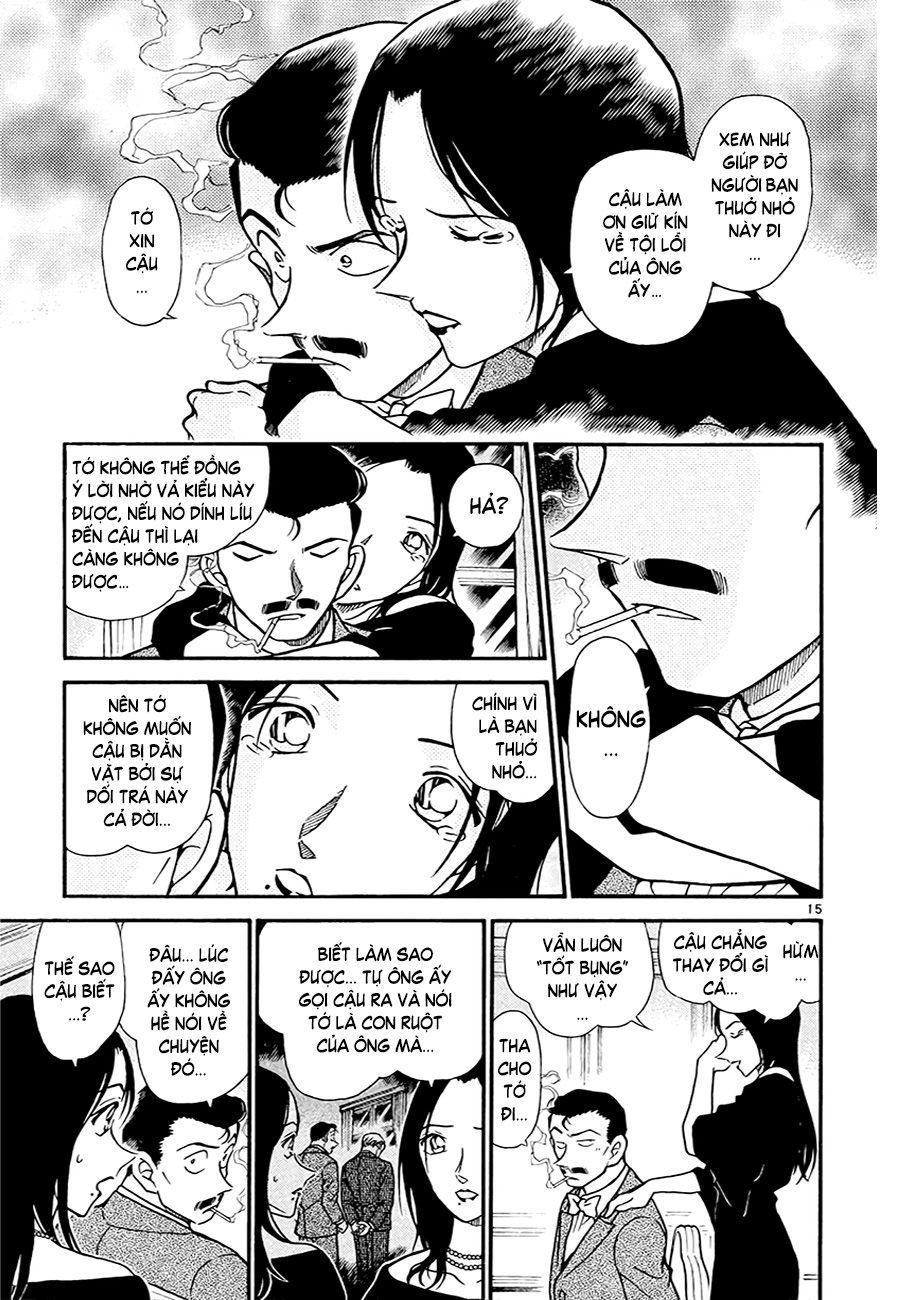 XEM NHƯ
GIÚP ĐỠ
NGƯỜI BẠN
THUỞ NHỎ
NÀY ĐI
...
CẬU LÀM
ƠN GIỮ KÍN
VỀ TỘI LỖI
CỦA ÔNG
ẤY...
TỚ
XIN
CẬU
...
KHÔNG
...
HẢ?
TỚ KHÔNG THỂ ĐỒNG
Ý LỜI NHỜ VẢ KIỂU NÀY
ĐƯỢC, NẾU NÓ DÍNH LÍU
ĐẾN CẬU THÌ LẠI
CÀNG KHÔNG
ĐƯỢC...
CHÍNH VÌ
LÀ BẠN
THUỞ
NHỎ...
NÊN TỚ
KHÔNG MUỐN
CẬU BỊ DẰN
VẶT BỞI SỰ
DỐI TRÁ NÀY
CẢ ĐỜI...
15
HỪM
...
CẬU CHẲNG
THAY ĐỔI GÌ
CẢ...
VẪN LUÔN
“TỐT BỤNG”
NHƯ VẬY
...
THA
CHO
TỚ
ĐI...
BIẾT LÀM SAO
ĐƯỢC... TỰ ÔNG ẤY
GỌI CẬU RA VÀ NÓI
TỚ LÀ CON RUỘT
CỦA ÔNG MÀ...
ĐÂU... LÚC
ĐẤY ÔNG
ẤY KHÔNG
HỀ NÓI VỀ
CHUYỆN
ĐÓ...
THẾ SAO
CẬU BIẾT
...?